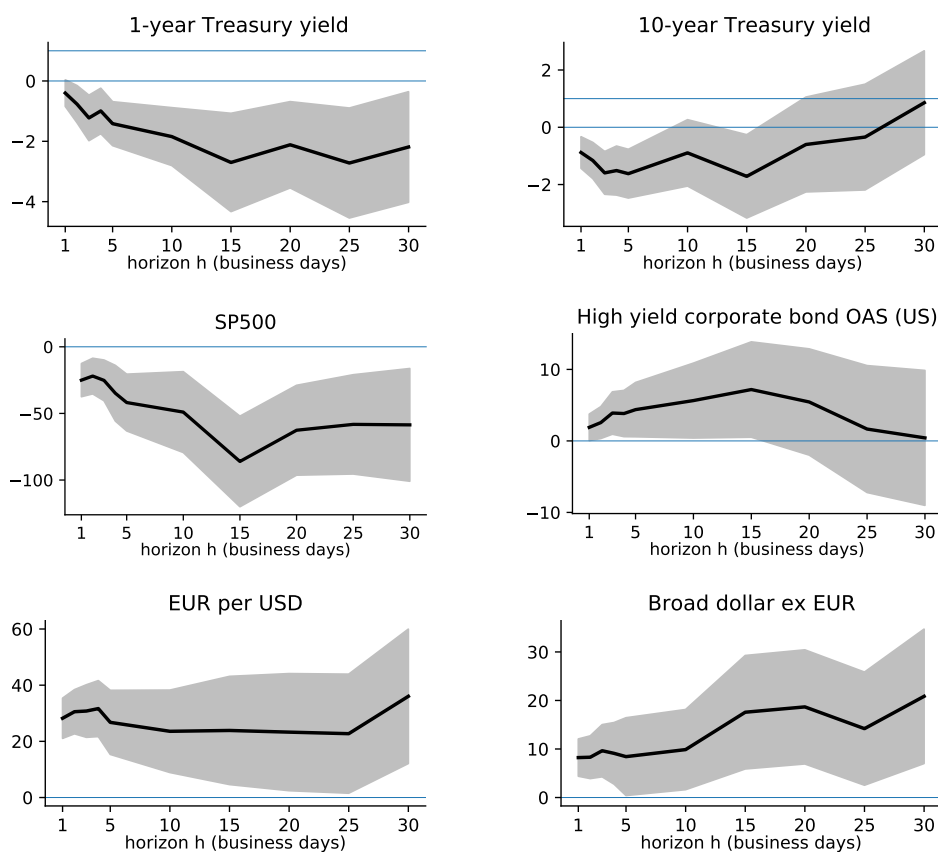 1-year Treasury yield
0
−2
−4
1 5 10 15 20 25 30
horizon h (business days)
10-year Treasury yield
2
0
−2
1 5 10 15 20 25 30
horizon h (business days)
SP500
0
−50
−100
1 5 10 15 20 25 30
horizon h (business days)
High yield corporate bond OAS (US)
10
0
−10
1 5 10 15 20 25 30
horizon h (business days)
EUR per USD
60
40
20
0
1 5 10 15 20 25 30
horizon h (business days)
Broad dollar ex EUR
30
20
10
0
1 5 10 15 20 25 30
horizon h (business days)